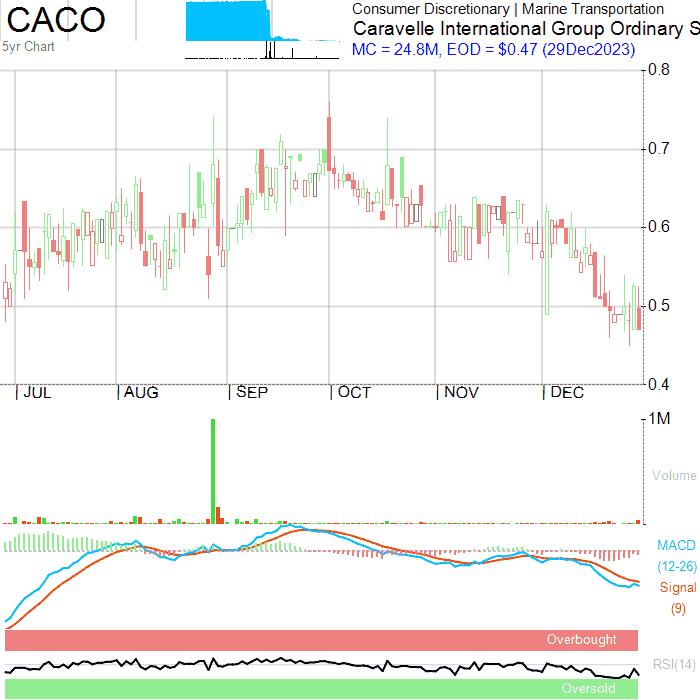 CACO
5yr Chart
Consumer Discretionary | Marine Transportation
Caravelle International Group Ordinary S
MC = 24.8M, EOD = $0.47 (29Dec2023)
0.8
0.7
0.6
0.5
0.4
|JUL |AUG |SEP |OCT |NOV |DEC
1M
Volume
MACD
(12-26)
Signal
(9)
Overbought
RSI(14)
Oversold